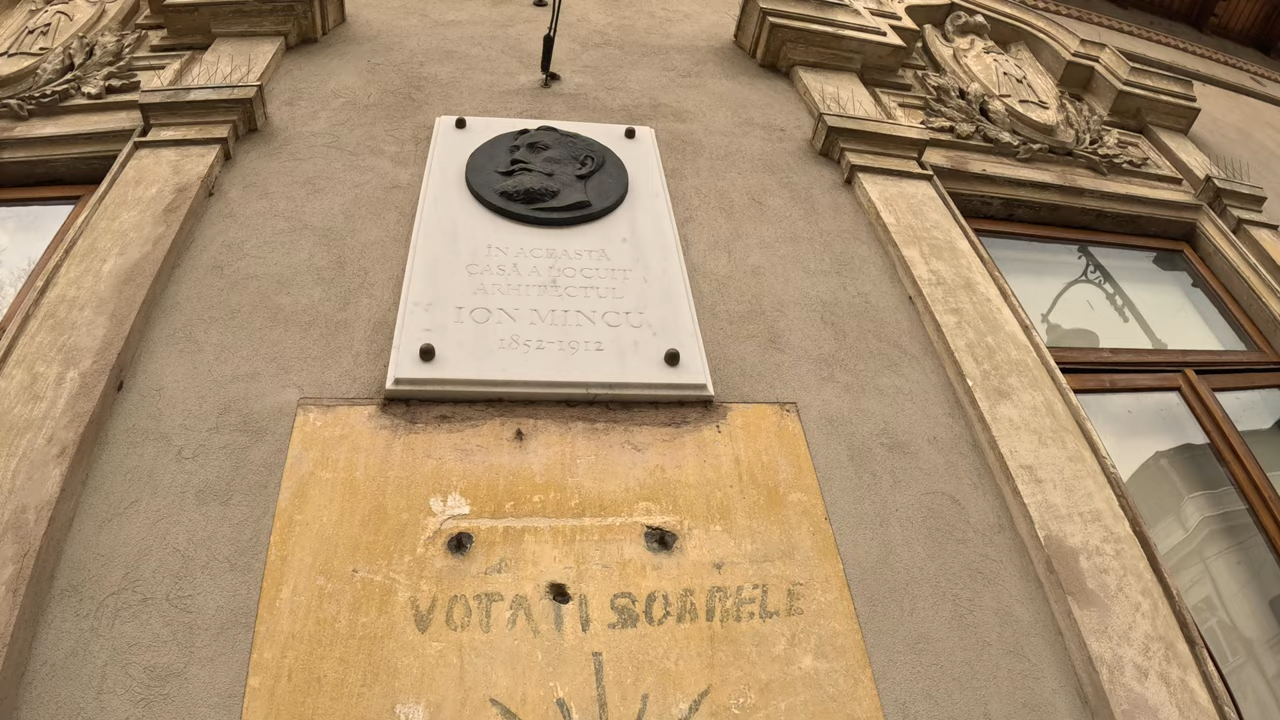 ÎN ACEASTĂ
CASĂ A LOCUIT
ARHITECTUL
ION MINCU
1852-1912
VOTAȚI SOARELE